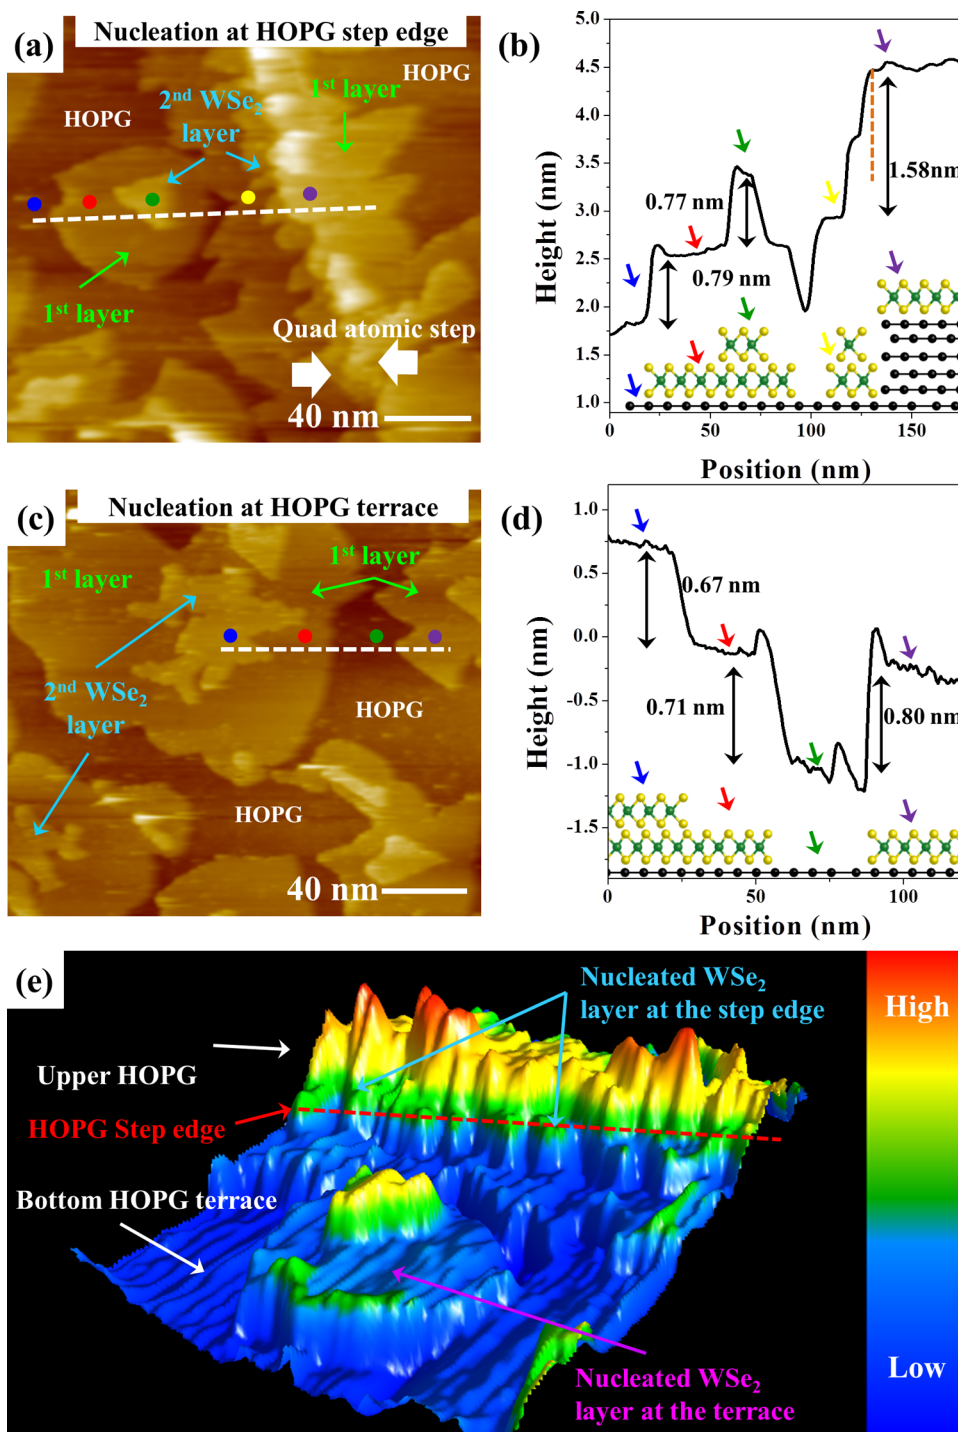 (a)
Nucleation at HOPG step edge
HOPG
2nd WSe2
layer
1st layer
HOPG
1st layer
Quad atomic step
40 nm
(b)
Height (nm)
5.0
4.5
4.0
3.5
3.0
2.5
2.0
1.5
1.0
0.77 nm
0.79 nm
1.58nm
0
50
100
150
Position (nm)
(c)
Nucleation at HOPG terrace
1st layer
1st layer
2nd WSe2
layer
HOPG
HOPG
40 nm
(d)
Height (nm)
1.0
0.5
0.0
-0.5
-1.0
-1.5
0.67 nm
0.71 nm
0.80 nm
0
50
100
Position (nm)
(e)
Nucleated WSe2
layer at the step edge
Upper HOPG
HOPG Step edge
Bottom HOPG terrace
Nucleated WSe2
layer at the terrace
High
Low